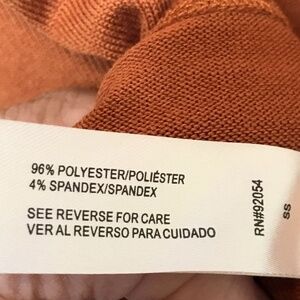 96% POLYESTER/POLIÉSTER
4% SPANDEX/SPANDEX
SEE REVERSE FOR CARE
VER AL REVERSO PARA CUIDADO
RN#92054
SS